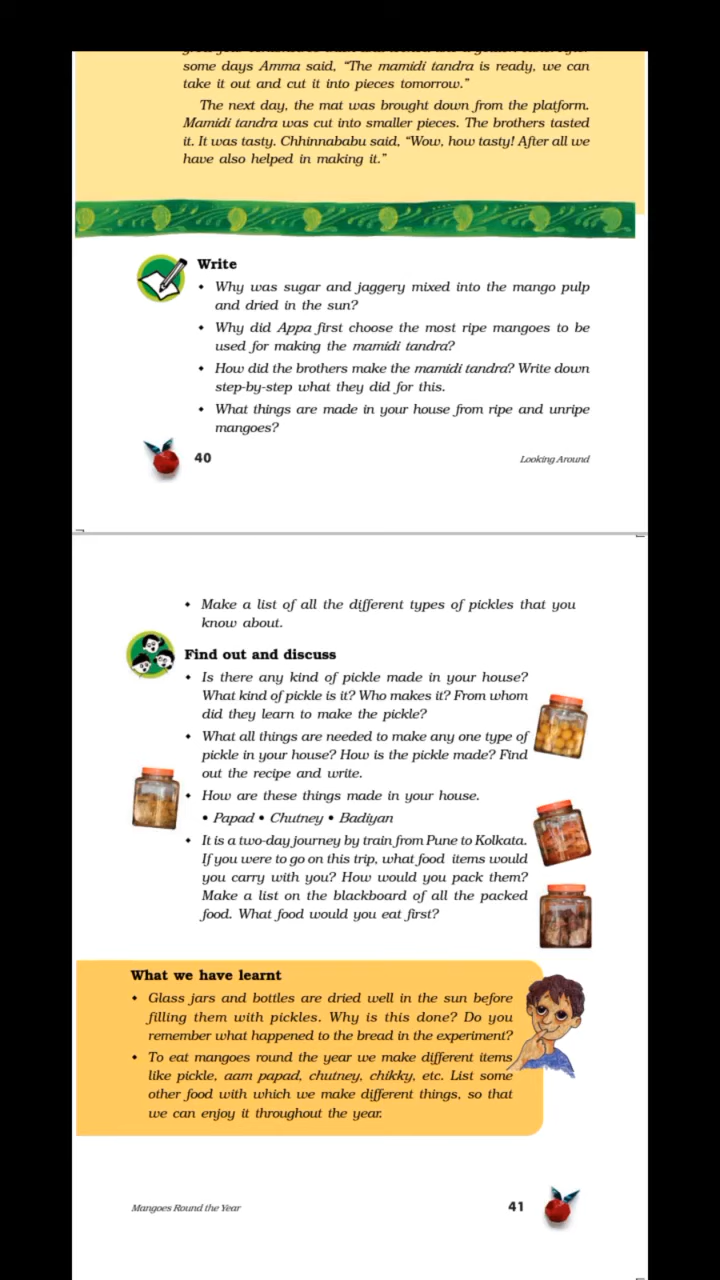 some days Amma said, “The mamidi tandra is ready, we can
take it out and cut it into pieces tomorrow.”
The next day, the mat was brought down from the platform.
Mamidi tandra was cut into smaller pieces. The brothers tasted
it. It was tasty. Chhinnababu said, “Wow, how tasty! After all we
have also helped in making it.”
Write
• Why was sugar and jaggery mixed into the mango pulp
and dried in the sun?
• Why did Appa first choose the most ripe mangoes to be
used for making the mamidi tandra?
• How did the brothers make the mamidi tandra? Write down
step-by-step what they did for this.
• What things are made in your house from ripe and unripe
mangoes?
40
Looking Around
• Make a list of all the different types of pickles that you
know about.
Find out and discuss
• Is there any kind of pickle made in your house?
What kind of pickle is it? Who makes it? From whom
did they learn to make the pickle?
• What all things are needed to make any one type of
pickle in your house? How is the pickle made? Find
out the recipe and write.
• How are these things made in your house.
• Papad • Chutney • Badiyan
• It is a two-day journey by train from Pune to Kolkata.
If you were to go on this trip, what food items would
you carry with you? How would you pack them?
Make a list on the blackboard of all the packed
food. What food would you eat first?
What we have learnt
• Glass jars and bottles are dried well in the sun before
filling them with pickles. Why is this done? Do you
remember what happened to the bread in the experiment?
• To eat mangoes round the year we make different items
like pickle, aam papad, chutney, chikky, etc. List some
other food with which we make different things, so that
we can enjoy it throughout the year.
Mangoes Round the Year
41